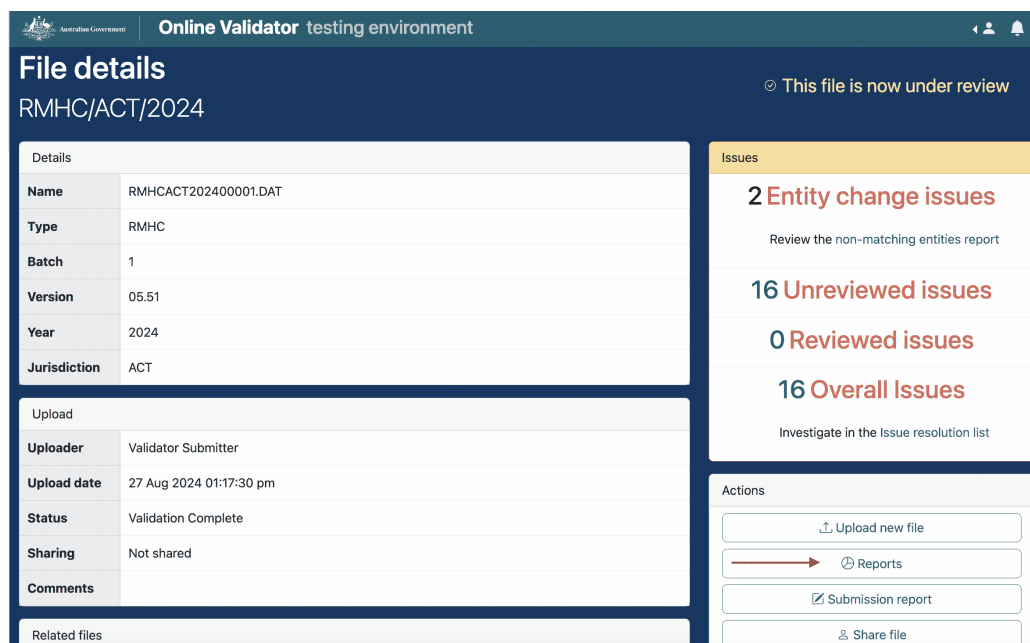 Australian Government
Online Validator testing environment
File details
RMHC/ACT/2024
This file is now under review
Details
Name RMHCACT202400001.DAT
Type RMHC
Batch 1
Version 05.51
Year 2024
Jurisdiction ACT
Upload
Uploader Validator Submitter
Upload date 27 Aug 2024 01:17:30 pm
Status Validation Complete
Sharing Not shared
Comments
Related files
Issues
2 Entity change issues
Review the non-matching entities report
16 Unreviewed issues
0 Reviewed issues
16 Overall Issues
Investigate in the Issue resolution list
Actions
Upload new file
Reports
Submission report
Share file